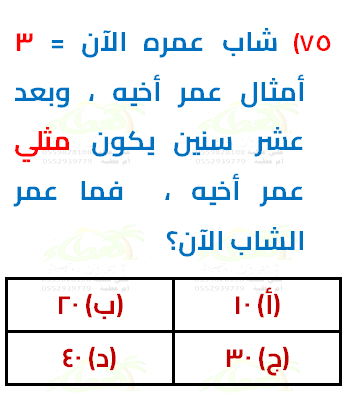 ٧٥) شاب عمره الآن = ٣
أمثال عمر أخيه ، وبعد
عشر سنين يكون مثلي
عمر أخيه ، فما عمر
الشاب الآن؟
(أ) ١٠ (ب) ٢٠
(ج) ٣٠ (د) ٤٠